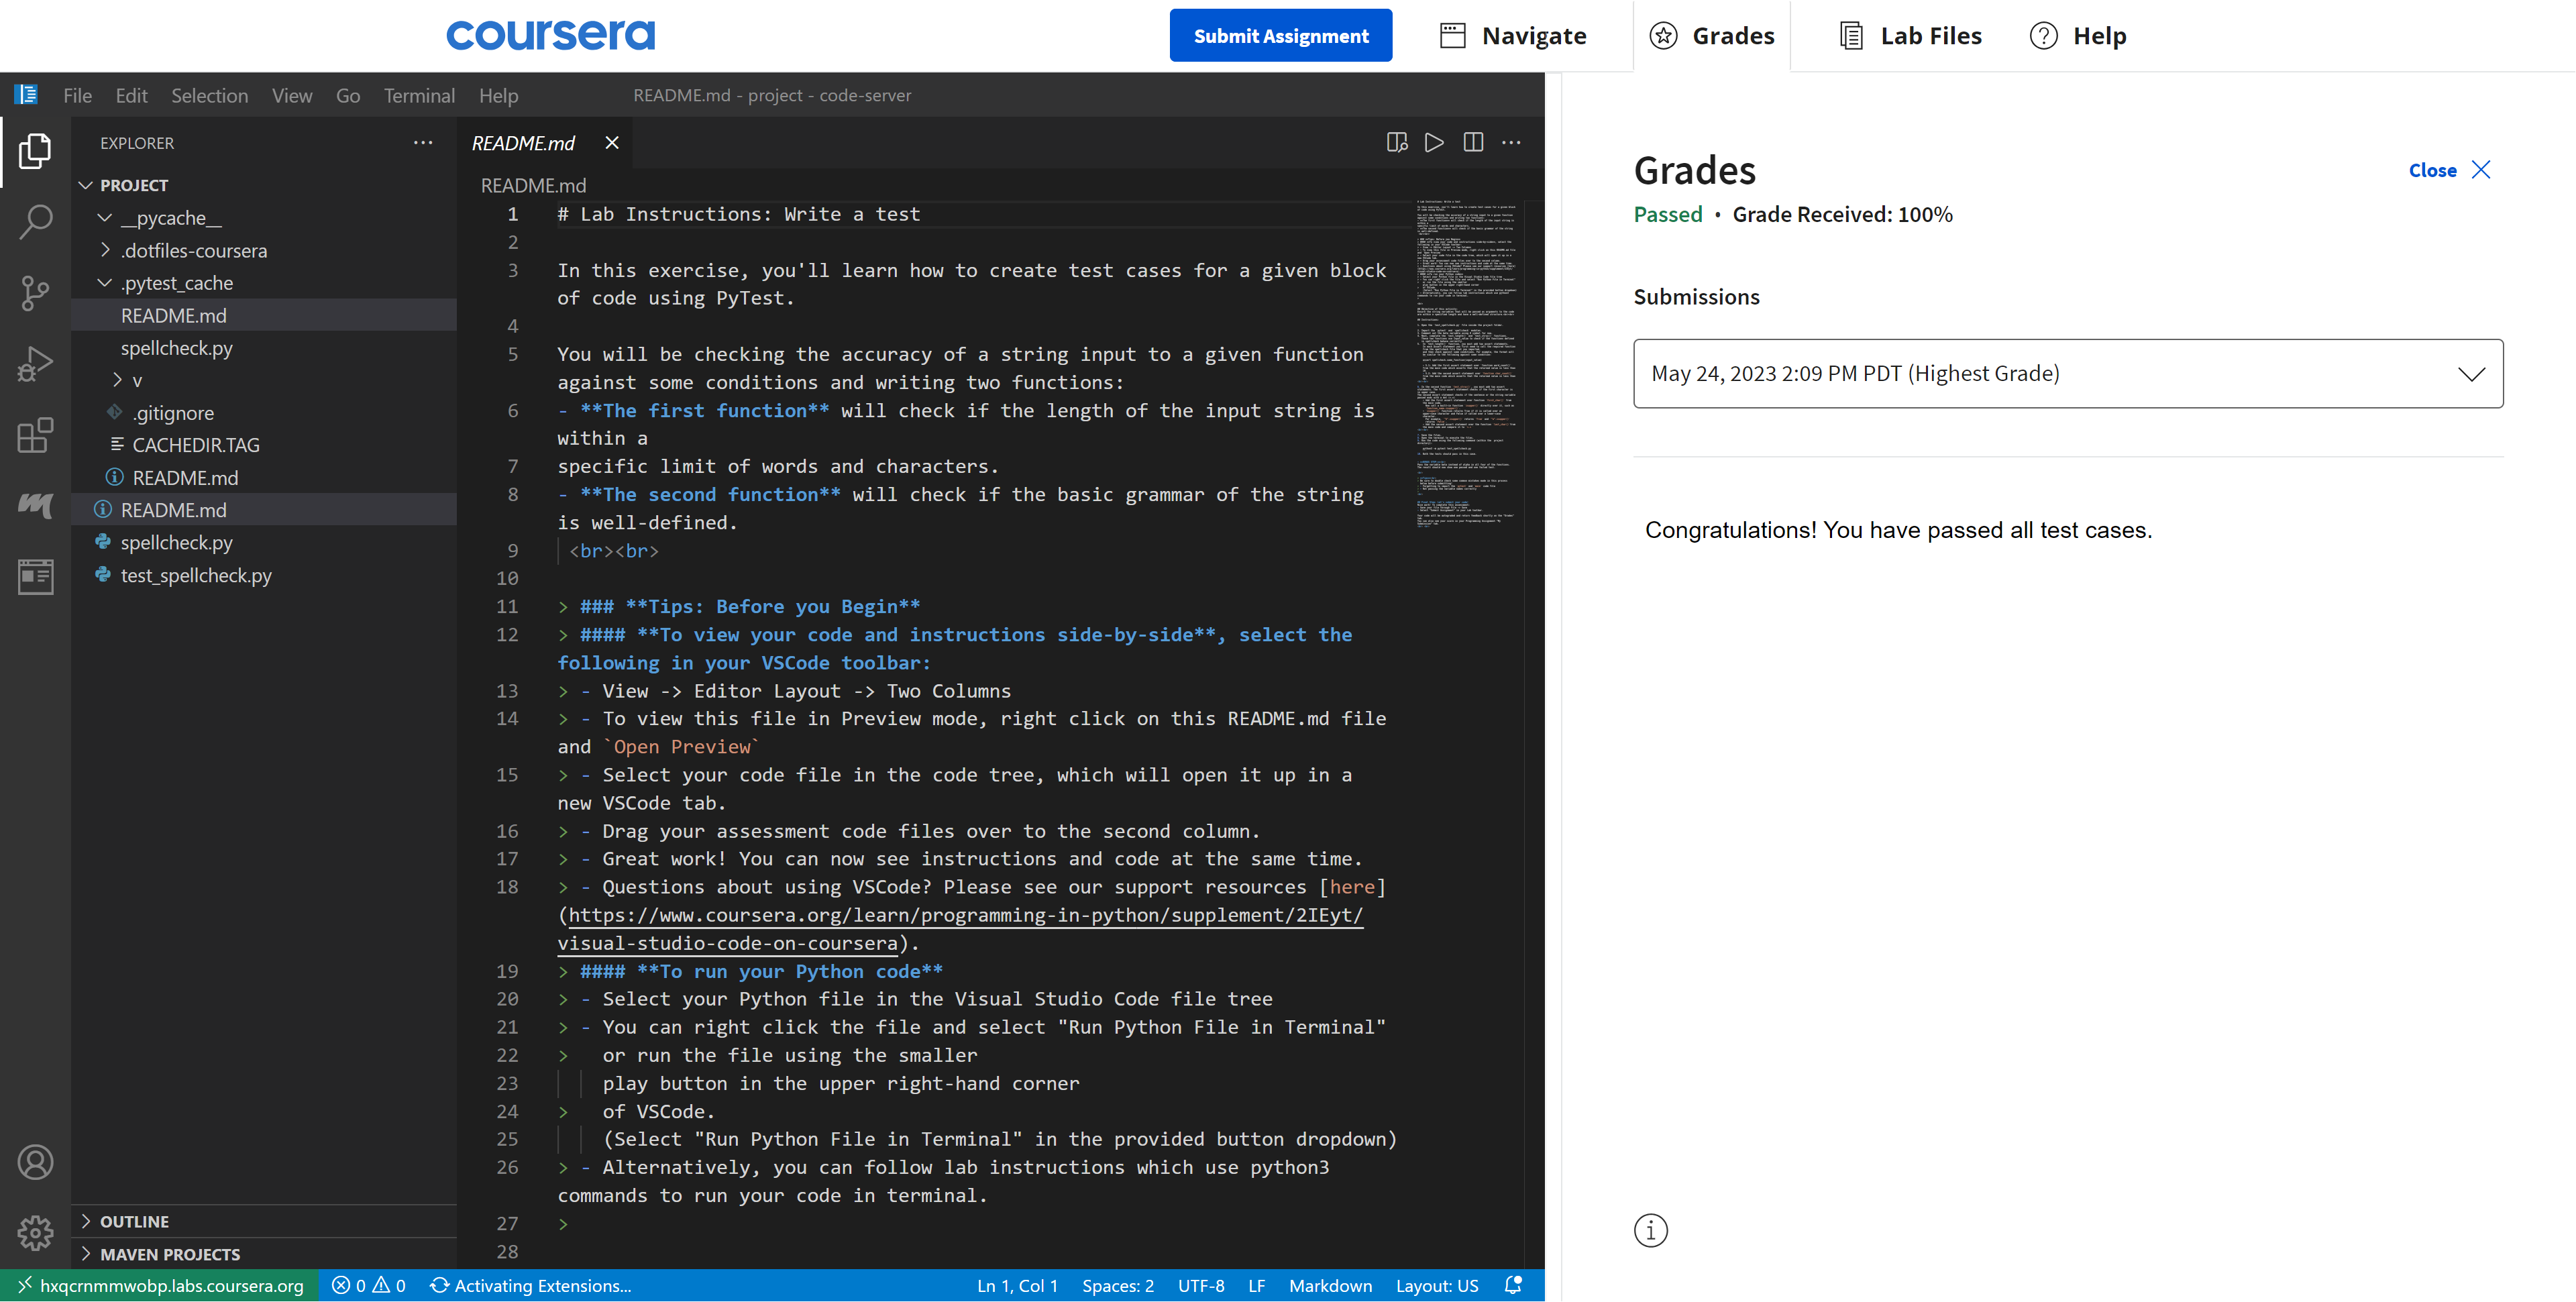 coursera
Submit Assignment
Navigate
Grades
Lab Files
Help
File Edit Selection View Go Terminal Help
README.md - project - code-server
EXPLORER
PROJECT
__pycache__
.dotfiles-coursera
.pytest_cache
README.md
spellcheck.py
v
.gitignore
CACHEDIR.TAG
README.md
README.md
spellcheck.py
test_spellcheck.py
OUTLINE
MAVEN PROJECTS
README.md
README.md
1 # Lab Instructions: Write a test
2
3 In this exercise, you'll learn how to create test cases for a given block
of code using PyTest.
4
5 You will be checking the accuracy of a string input to a given function
against some conditions and writing two functions:
6 - **The first function** will check if the length of the input string is
within a
7 specific limit of words and characters.
8 - **The second function** will check if the basic grammar of the string
is well-defined.
9 <br><br>
10
11 > ### **Tips: Before you Begin**
12 > #### **To view your code and instructions side-by-side**, select the
following in your VSCode toolbar:
13 > - View -> Editor Layout -> Two Columns
14 > - To view this file in Preview mode, right click on this README.md file
and `Open Preview`
15 > - Select your code file in the code tree, which will open it up in a
new VSCode tab.
16 > - Drag your assessment code files over to the second column.
17 > - Great work! You can now see instructions and code at the same time.
18 > - Questions about using VSCode? Please see our support resources [here]
(https://www.coursera.org/learn/programming-in-python/supplement/2IEyt/
visual-studio-code-on-coursera).
19 > #### **To run your Python code**
20 > - Select your Python file in the Visual Studio Code file tree
21 > - You can right click the file and select "Run Python File in Terminal"
22 > or run the file using the smaller
23 play button in the upper right-hand corner
24 > of VSCode.
25 (Select "Run Python File in Terminal" in the provided button dropdown)
26 > - Alternatively, you can follow lab instructions which use python3
commands to run your code in terminal.
27 >
28
hxqcrnmmwobp.labs.coursera.org 0 0 Activating Extensions... Ln 1, Col 1 Spaces: 2 UTF-8 LF Markdown Layout: US
Grades
Close
Passed • Grade Received: 100%
Submissions
May 24, 2023 2:09 PM PDT (Highest Grade)
Congratulations! You have passed all test cases.